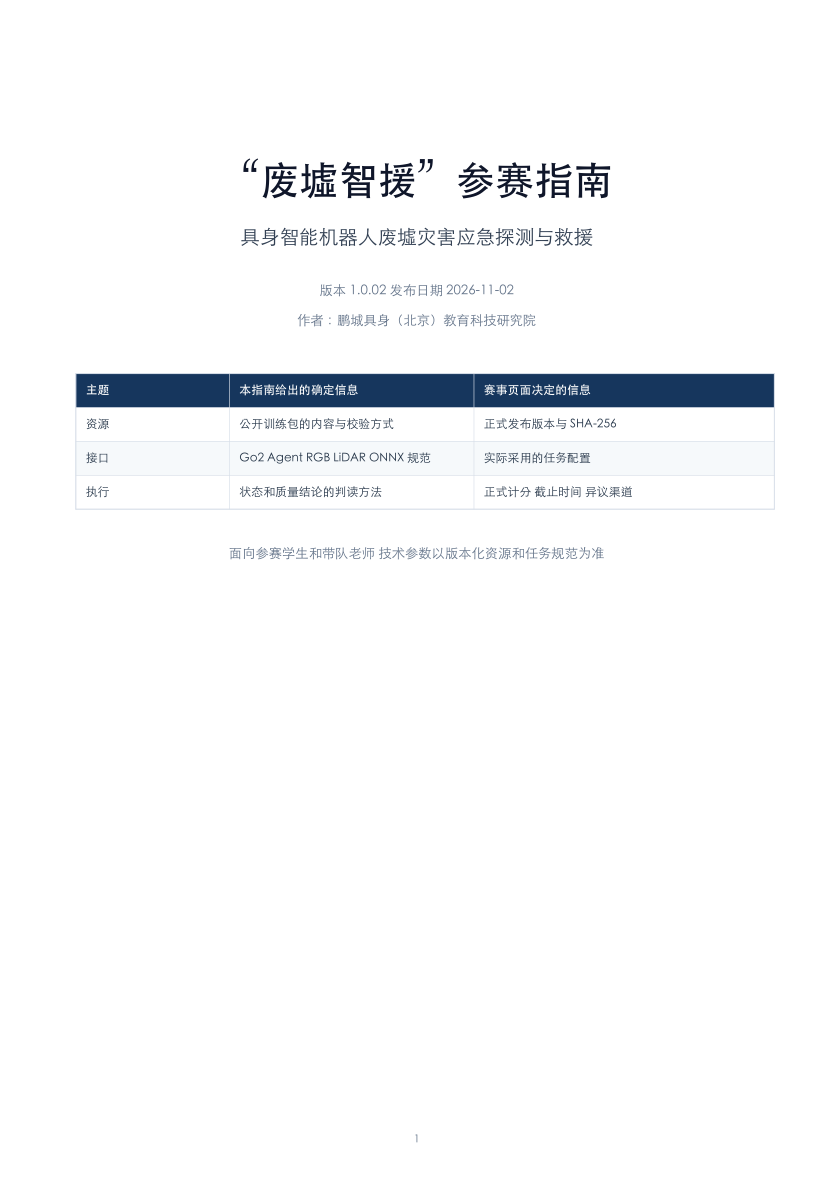 “废墟智援”参赛指南
具身智能机器人废墟灾害应急探测与救援
版本 1.0.02 发布日期 2026-11-02
作者：鹏城具身（北京）教育科技研究院
主题 本指南给出的确定信息 赛事页面决定的信息
资源 公开训练包的内容与校验方式 正式发布版本与 SHA-256
接口 Go2 Agent RGB LiDAR ONNX 规范 实际采用的任务配置
执行 状态和质量结论的判读方法 正式计分 截止时间 异议渠道
面向参赛学生和带队老师 技术参数以版本化资源和任务规范为准
1